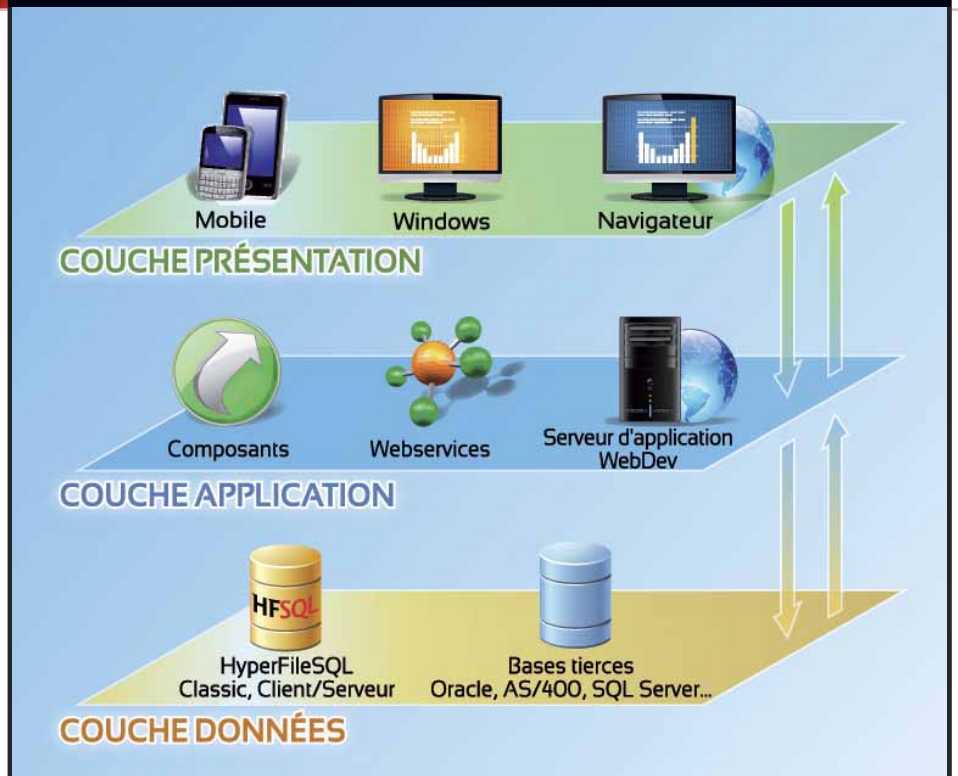 Mobile
Windows
Navigateur
COUCHE PRÉSENTATION
Composants
Webservices
Serveur d'application
WebDev
COUCHE APPLICATION
HFSQL
HyperFileSQL
Classic, Client/Serveur
Bases tierces
Oracle, AS/400, SQL Server...
COUCHE DONNÉES